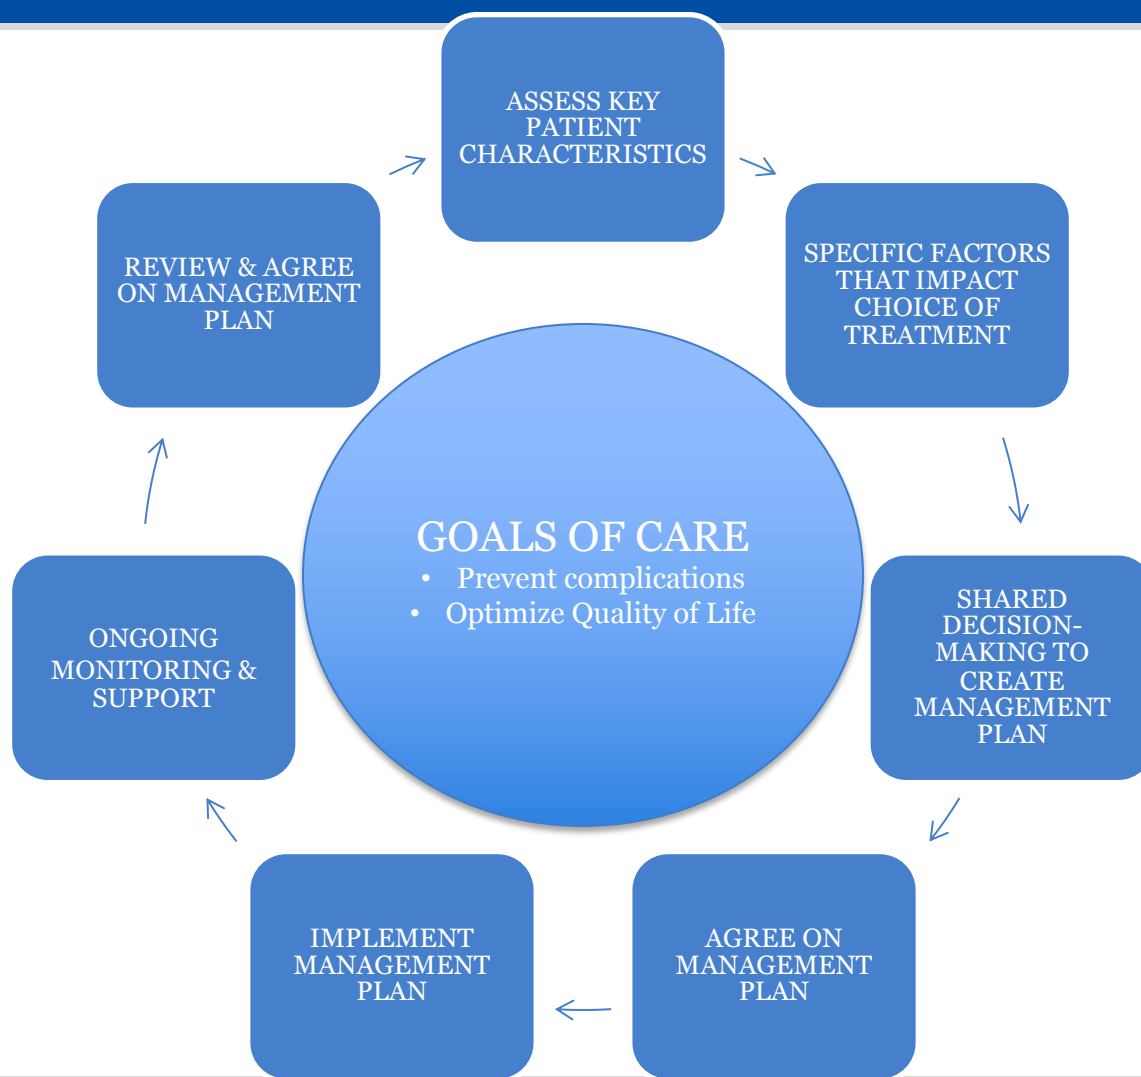 ASSESS KEY
PATIENT
CHARACTERISTICS
SPECIFIC FACTORS
THAT IMPACT
CHOICE OF
TREATMENT
SHARED
DECISION-
MAKING TO
CREATE
MANAGEMENT
PLAN
AGREE ON
MANAGEMENT
PLAN
IMPLEMENT
MANAGEMENT
PLAN
ONGOING
MONITORING &
SUPPORT
REVIEW & AGREE
ON MANAGEMENT
PLAN
GOALS OF CARE
• Prevent complications
• Optimize Quality of Life